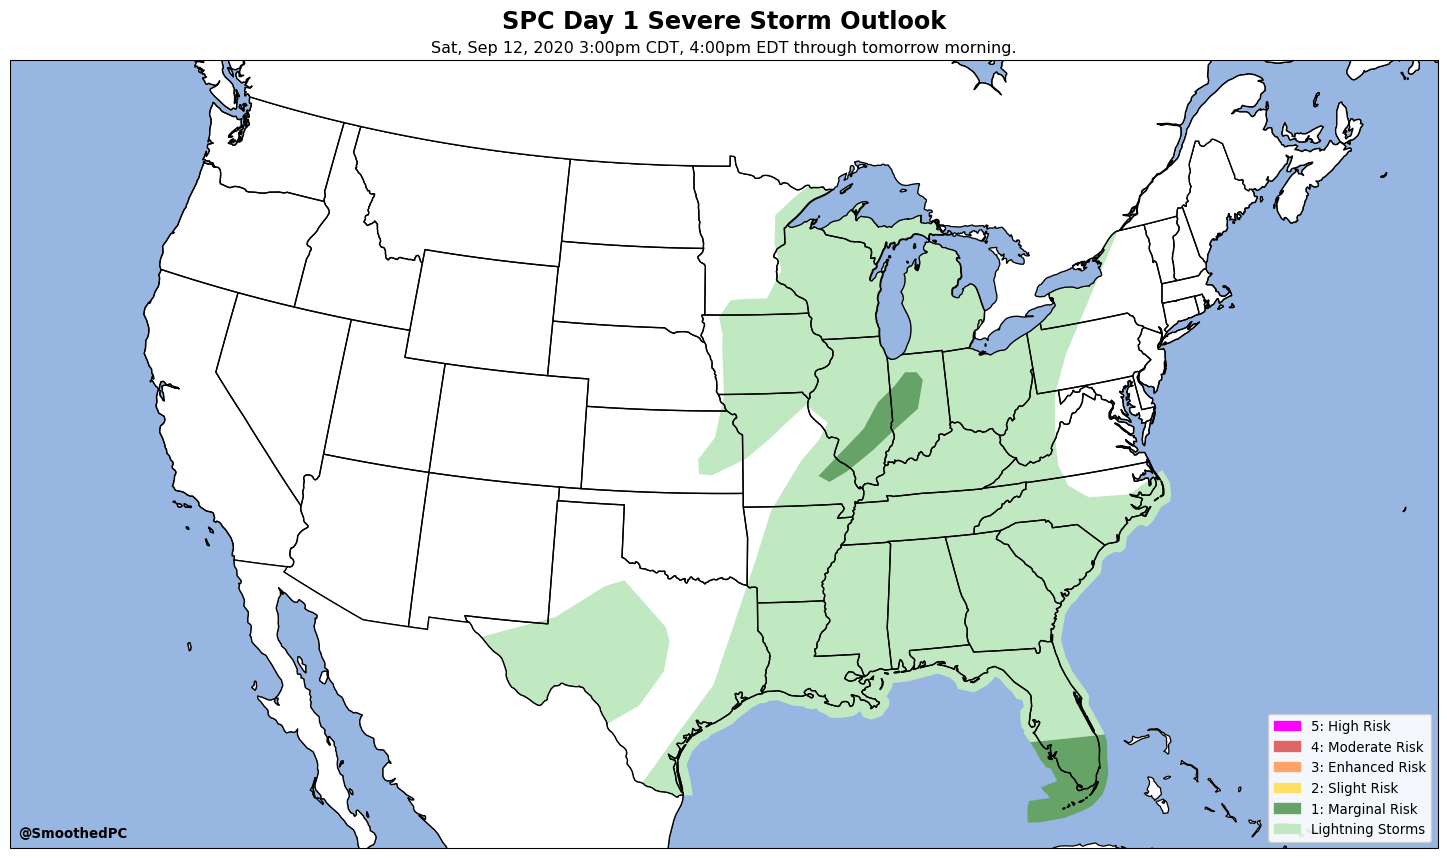 SPC Day 1 Severe Storm Outlook
Sat, Sep 12, 2020 3:00pm CDT, 4:00pm EDT through tomorrow morning.
5: High Risk
4: Moderate Risk
3: Enhanced Risk
2: Slight Risk
1: Marginal Risk
Lightning Storms
@SmoothedPC